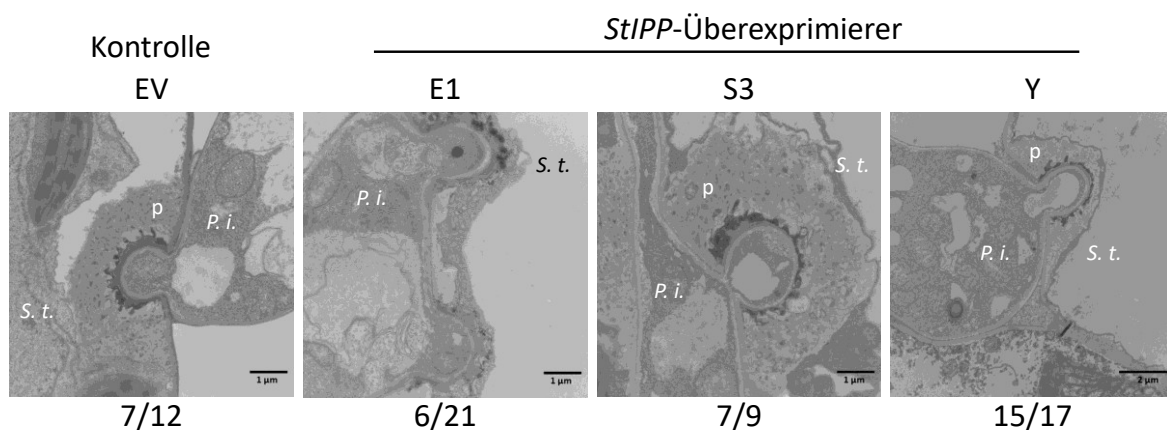 StIPP-Überexprimierer
Kontrolle
EV
E1
S3
Y
S. t.
p
P. i.
1 µm
P. i.
S. t.
1 µm
p
S. t.
P. i.
1 µm
p
P. i.
S. t.
2 µm
7/12
6/21
7/9
15/17